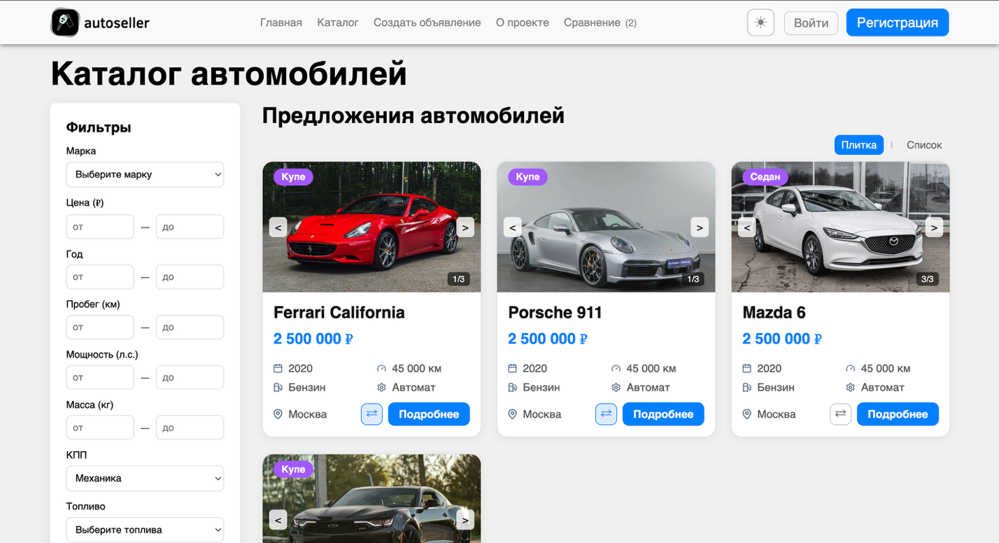 autoseller
Главная Каталог Создать объявление О проекте Сравнение (2)
Войти Регистрация
Каталог автомобилей
Фильтры
Марка
Выберите марку
Цена (₽)
от — до
Год
от — до
Пробег (км)
от — до
Мощность (л.с.)
от — до
Масса (кг)
от — до
КПП
Механика
Топливо
Выберите топлива
Предложения автомобилей
Плитка | Список
Купе
< >
1/3
Ferrari California
2 500 000 ₽
2020 45 000 км
Бензин Автомат
Москва Подробнее
Купе
< >
1/3
Porsche 911
2 500 000 ₽
2020 45 000 км
Бензин Автомат
Москва Подробнее
Седан
< >
3/3
Mazda 6
2 500 000 ₽
2020 45 000 км
Бензин Автомат
Москва Подробнее
Купе
< >